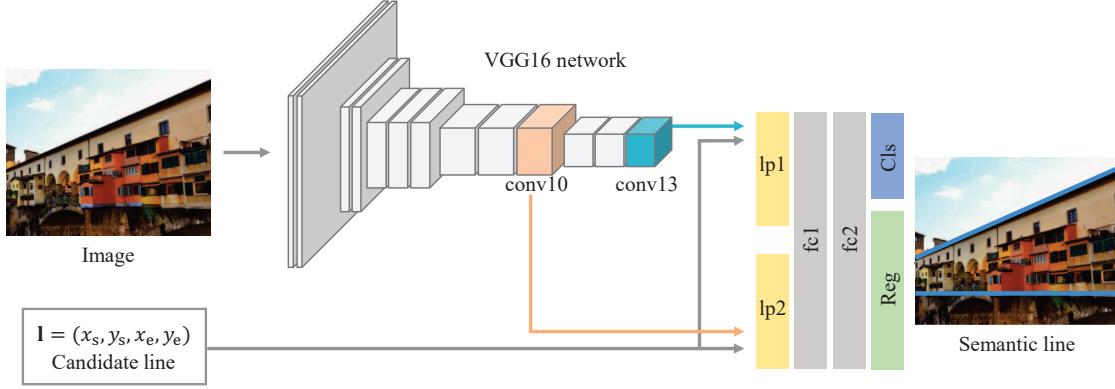 VGG16 network
conv10
conv13
Image
l = (xₛ, yₛ, xₑ, yₑ)
Candidate line
lp1
lp2
fc1
fc2
Cls
Reg
Semantic line